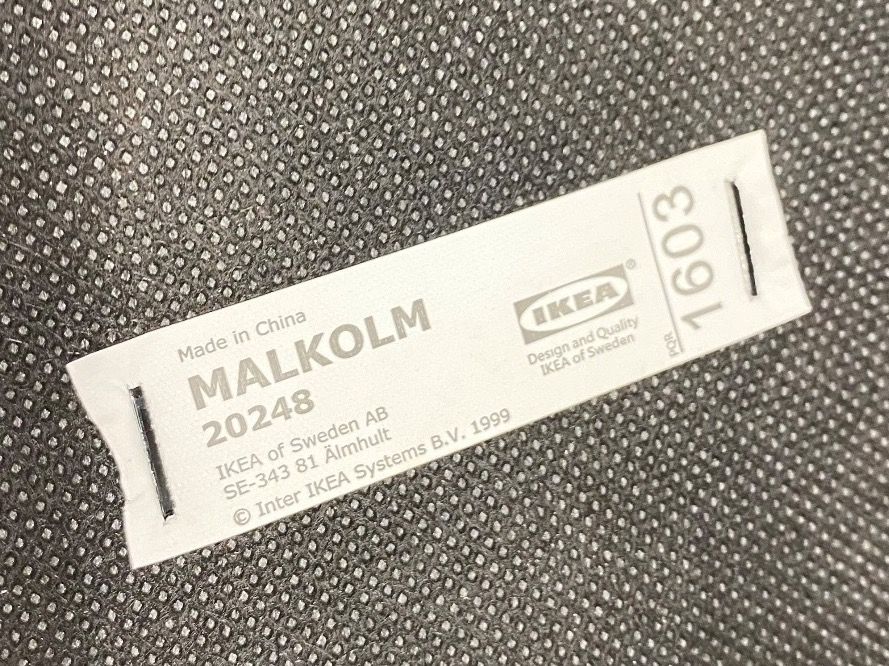 Made in China
MALKOLM
20248
IKEA of Sweden AB
SE-343 81 Älmhult
© Inter IKEA Systems B.V. 1999
IKEA®
Design and Quality
IKEA of Sweden
PQR
1603